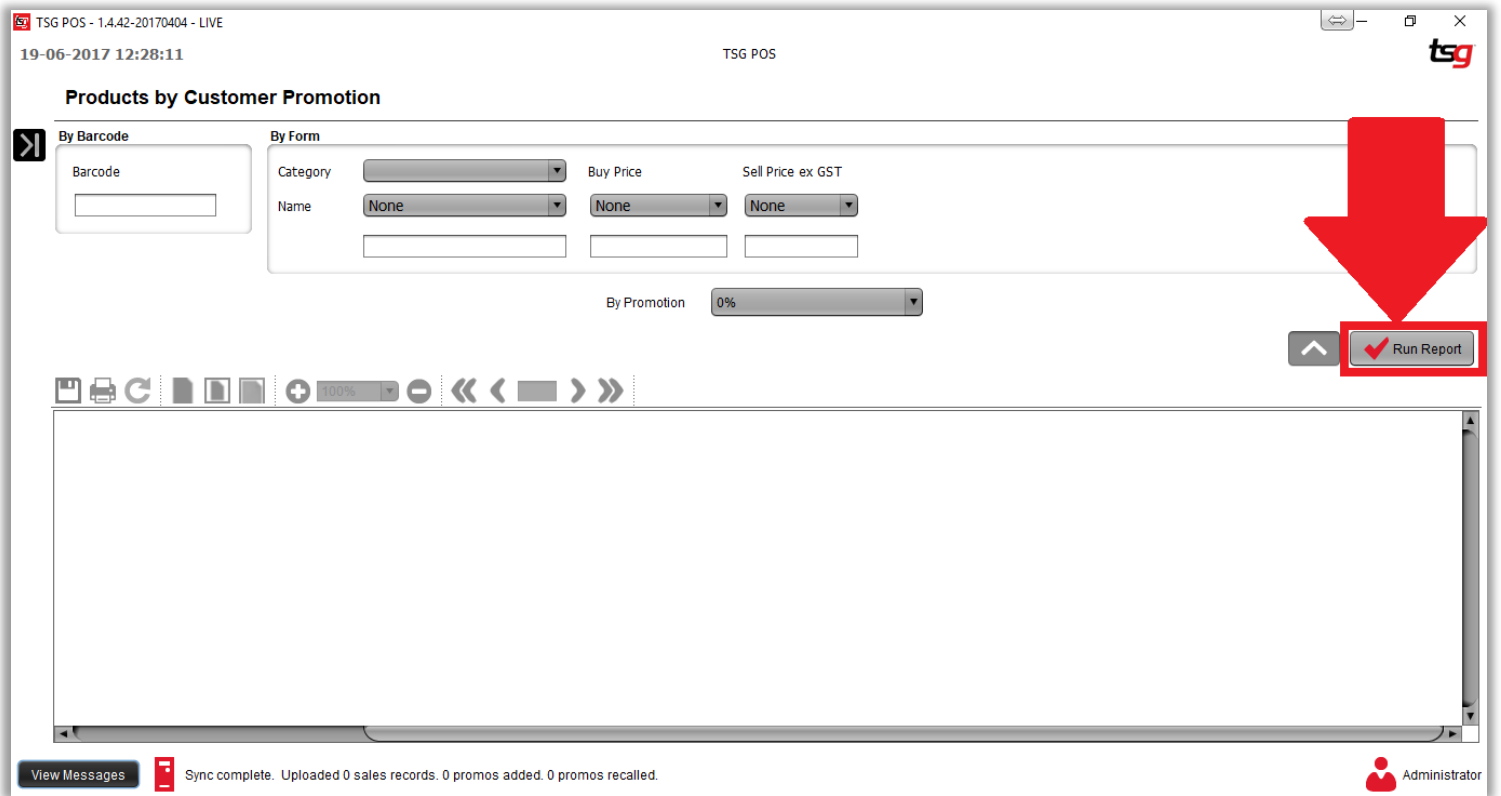 TSG POS - 1.4.42-20170404 - LIVE
19-06-2017 12:28:11
TSG POS
tsg
Products by Customer Promotion
By Barcode
By Form
Barcode
Category
Buy Price
Sell Price ex GST
Name
None
None
None
By Promotion
0%
Run Report
100%
View Messages
Sync complete. Uploaded 0 sales records. 0 promos added. 0 promos recalled.
Administrator